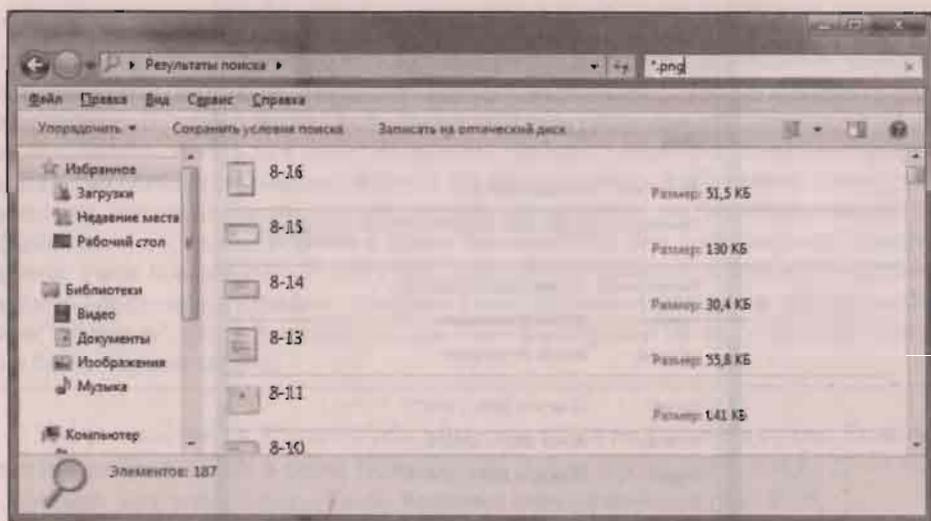 Результаты поиска
*.png
Файл Правка Вид Сервис Справка
Упорядочить Сохранить условия поиска Записать на оптический диск
Избранное
Загрузки
Недавние места
Рабочий стол
Библиотеки
Видео
Документы
Изображения
Музыка
Компьютер
8-16
Размер: 51,5 КБ
8-15
Размер: 130 КБ
8-14
Размер: 30,4 КБ
8-13
Размер: 55,8 КБ
8-11
Размер: 141 КБ
8-10
Элементов: 187